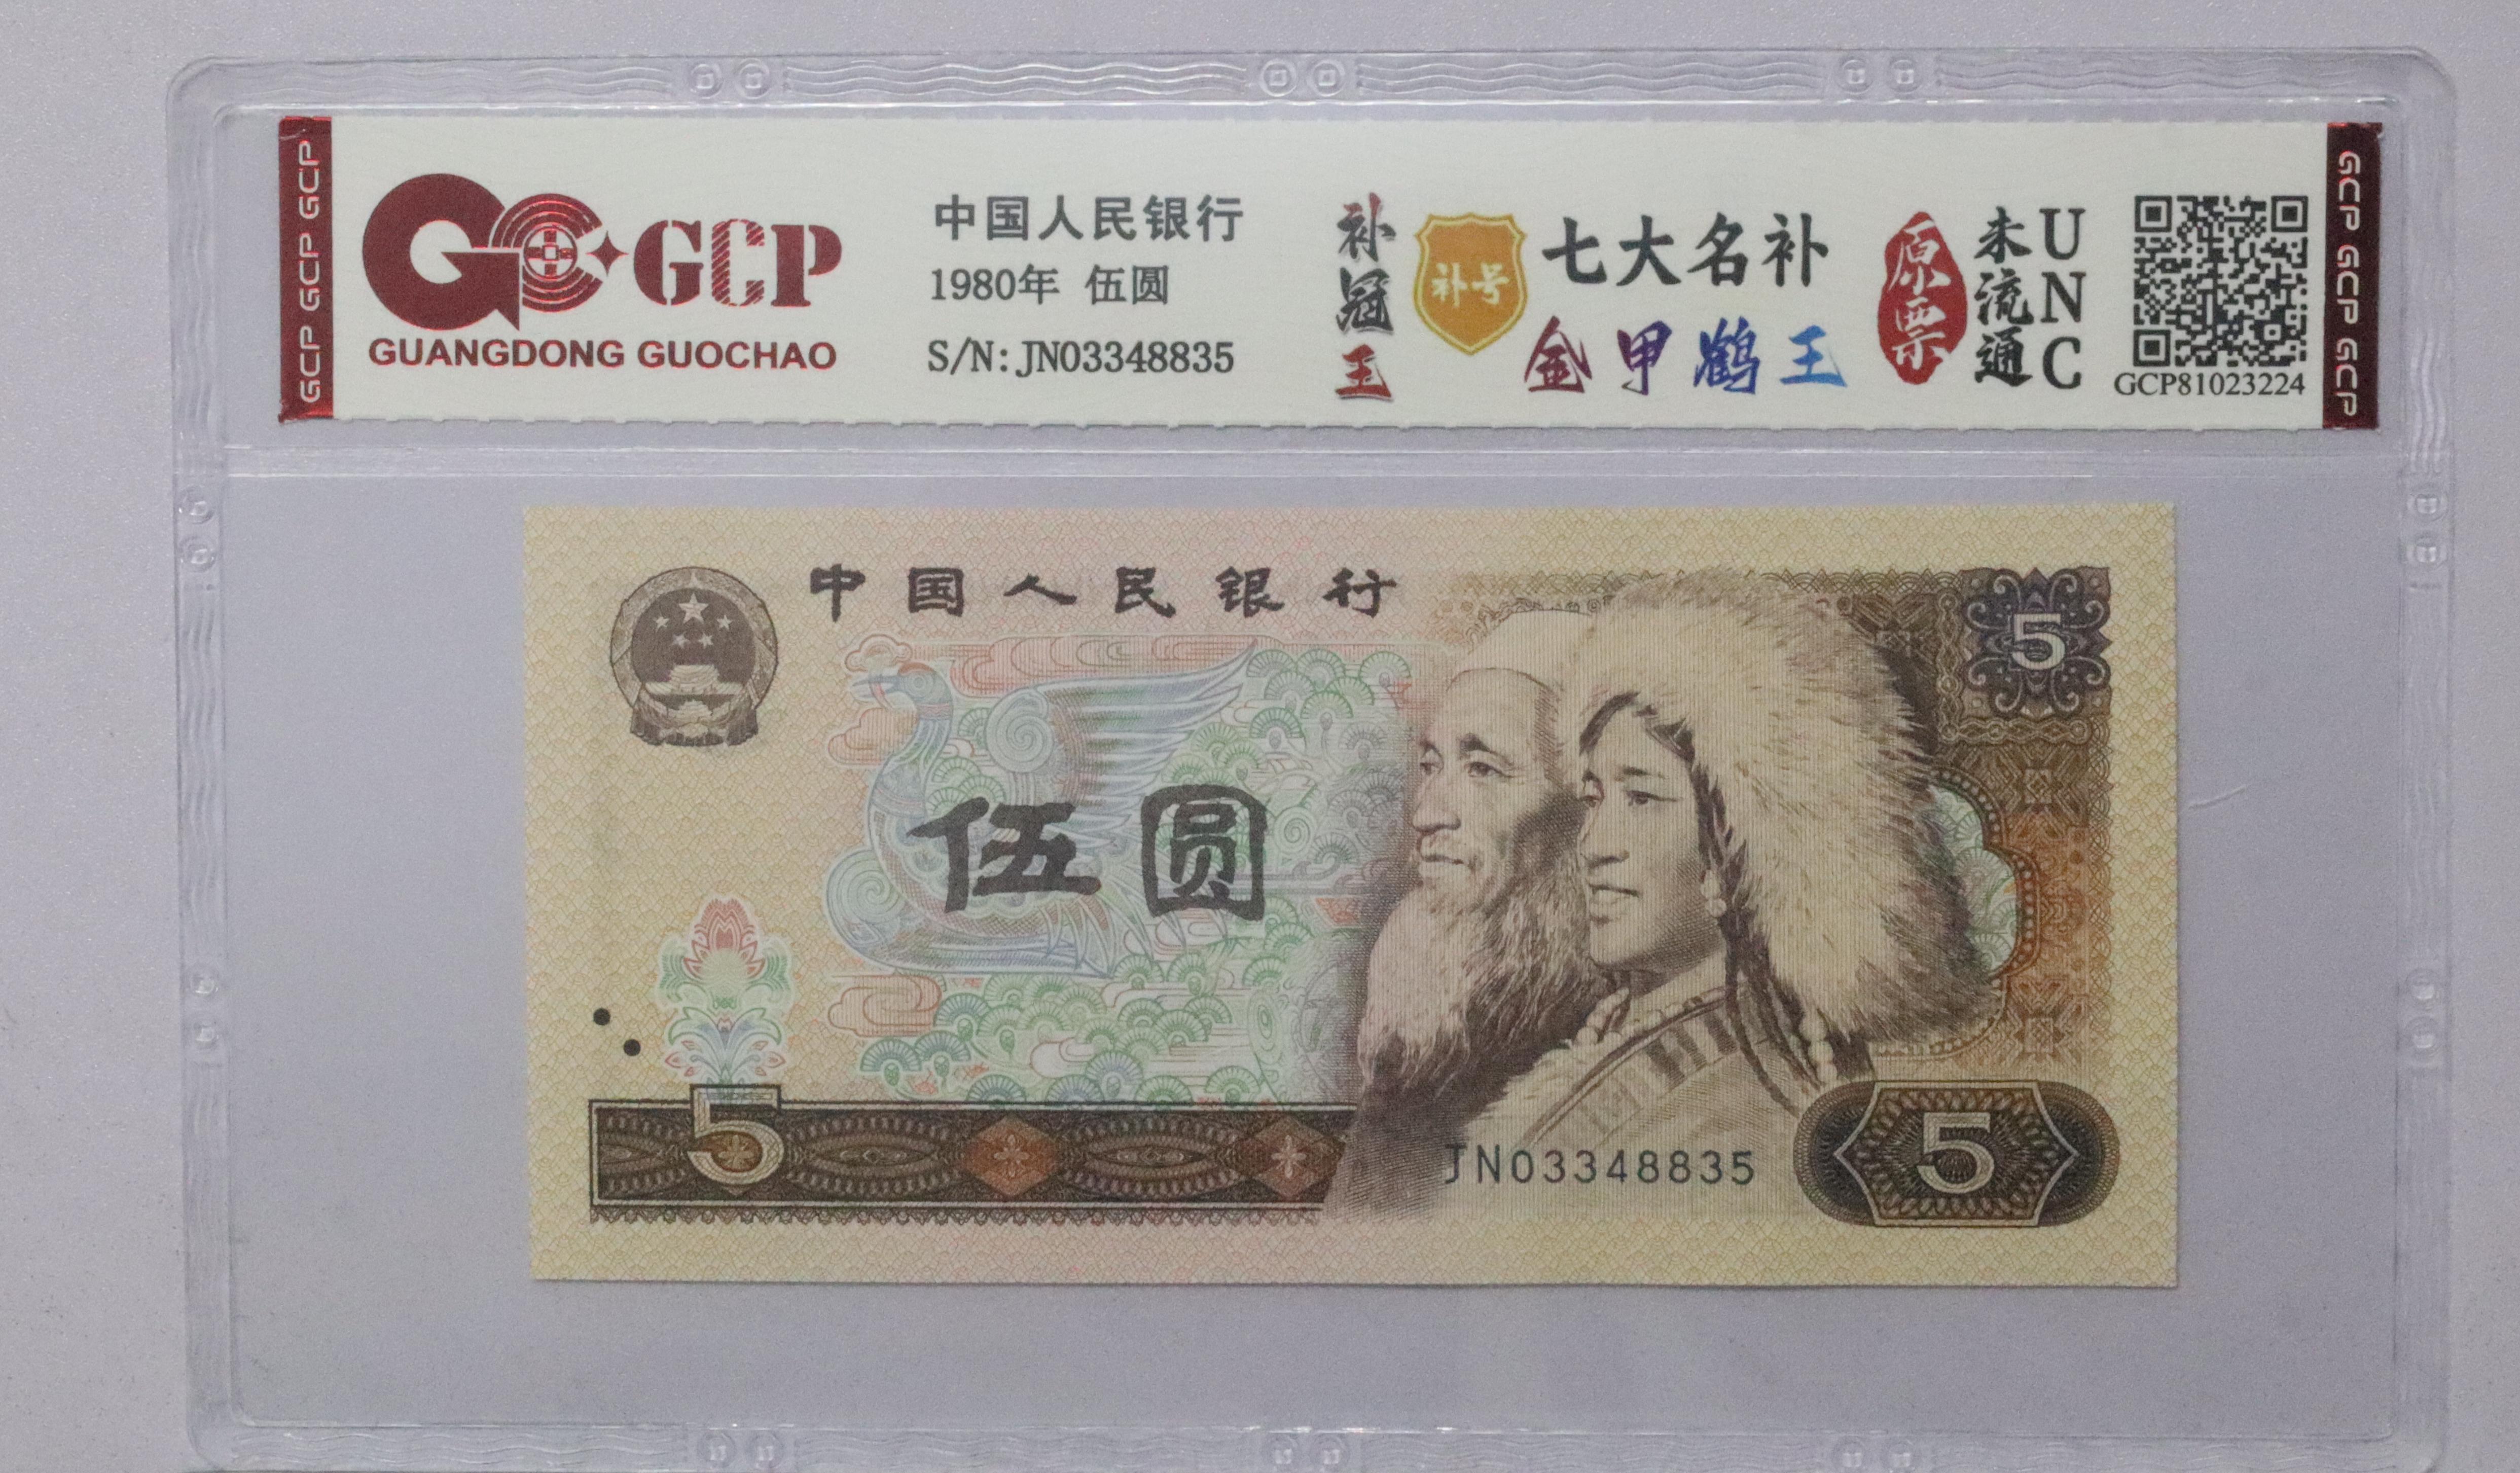 GCP GCP GCP
GCP
GUANGDONG GUOCHAO
中国人民银行
1980年 伍圆
S/N: JN03348835
补冠王
补号
七大名补
金甲鹤王
原票
未流通
UNC
GCP81023224
GCP GCP GCP
中国人民银行
5
伍圆
5
JN03348835
5